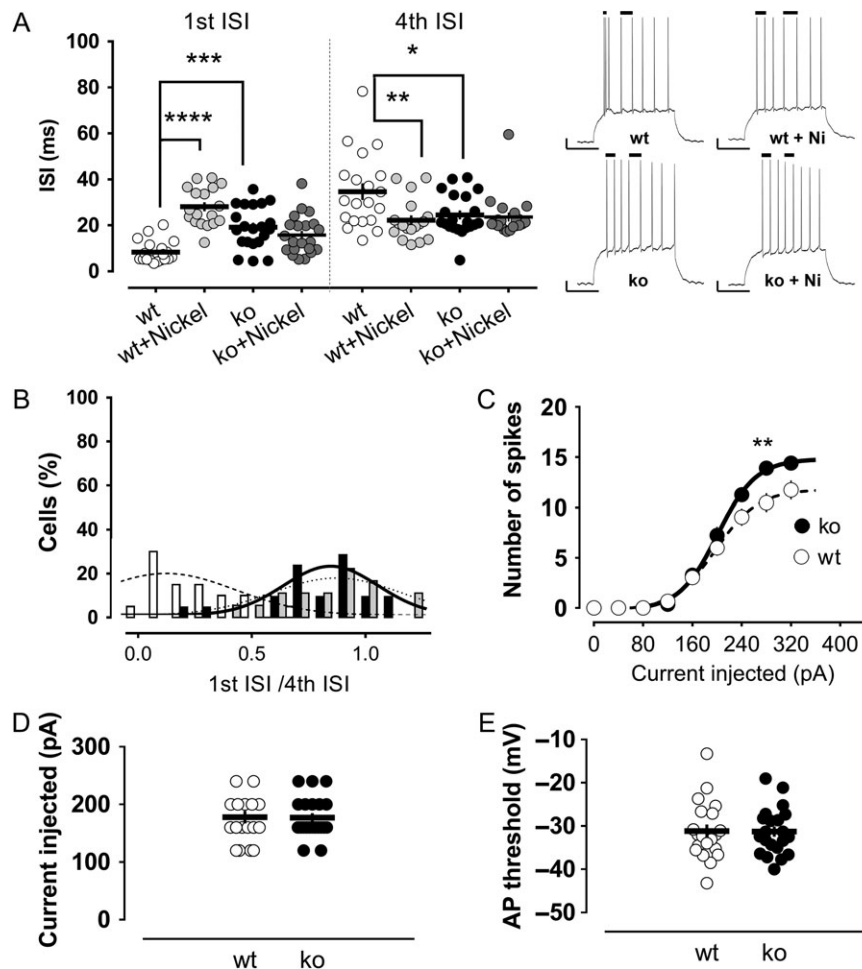 A
1st ISI
4th ISI
***
****
*
**
ISI (ms)
100
80
60
40
20
0
wt
wt+Nickel
ko
ko+Nickel
wt
wt+Nickel
ko
ko+Nickel
wt
wt + Ni
ko
ko + Ni
B
Cells (%)
100
80
60
40
20
0
0.0
0.5
1.0
1st ISI /4th ISI
C
Number of spikes
20
15
10
5
0
**
ko
wt
0
80
160
240
320
400
Current injected (pA)
D
Current injected (pA)
300
200
100
0
wt
ko
E
AP threshold (mV)
−10
−20
−30
−40
−50
wt
ko